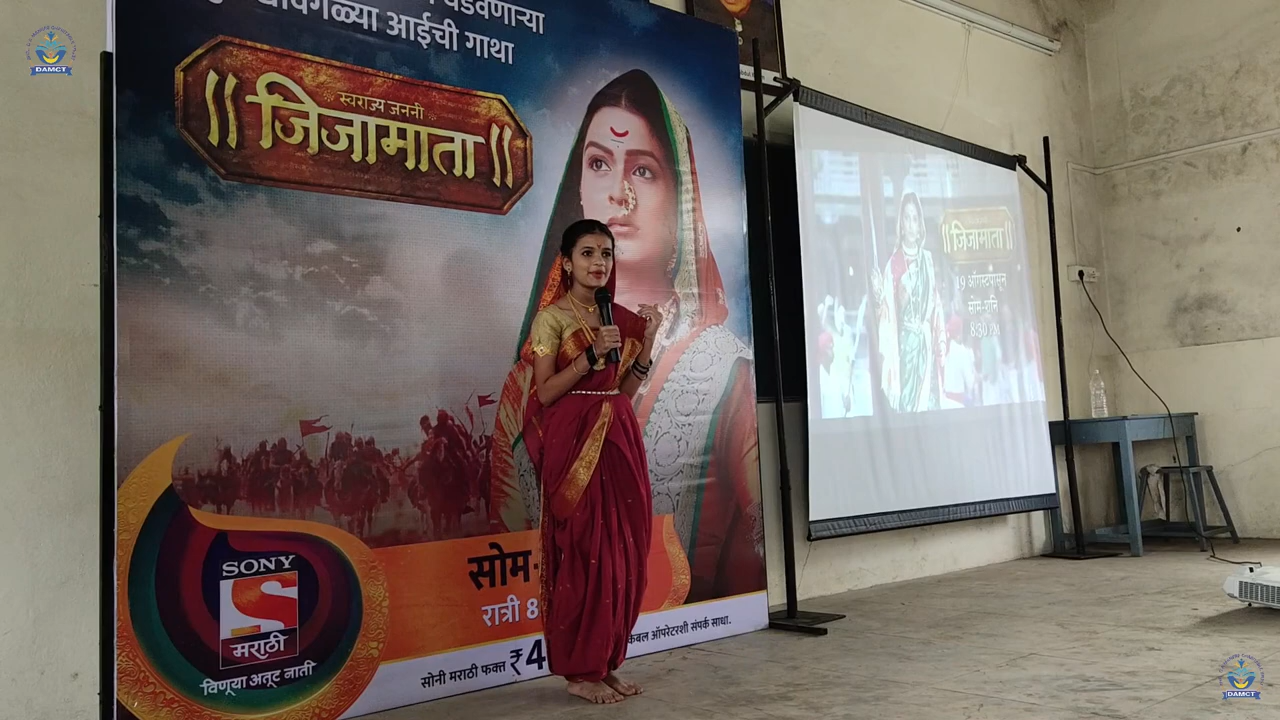 DAMCT
घडवणाऱ्या
आईची गाथा
स्वराज्य जननी
॥ जिजामाता ॥
॥ जिजामाता ॥
19 ऑगस्टपासून
सोम-शनि
8:30 PM
SONY
मराठी
विणूया अतूट नाती
सोम-
रात्री 8
सोनी मराठी फक्त ₹4
केबल ऑपरेटरशी संपर्क साधा.
DAMCT